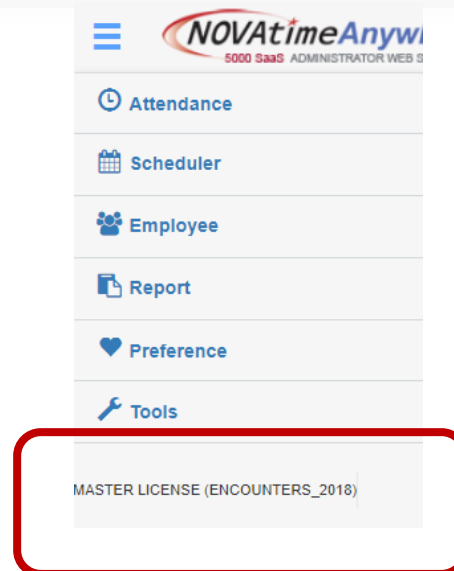 NOVAtimeAnyw
5000 SaaS ADMINISTRATOR WEB S
Attendance
Scheduler
Employee
Report
Preference
Tools
MASTER LICENSE (ENCOUNTERS_2018)